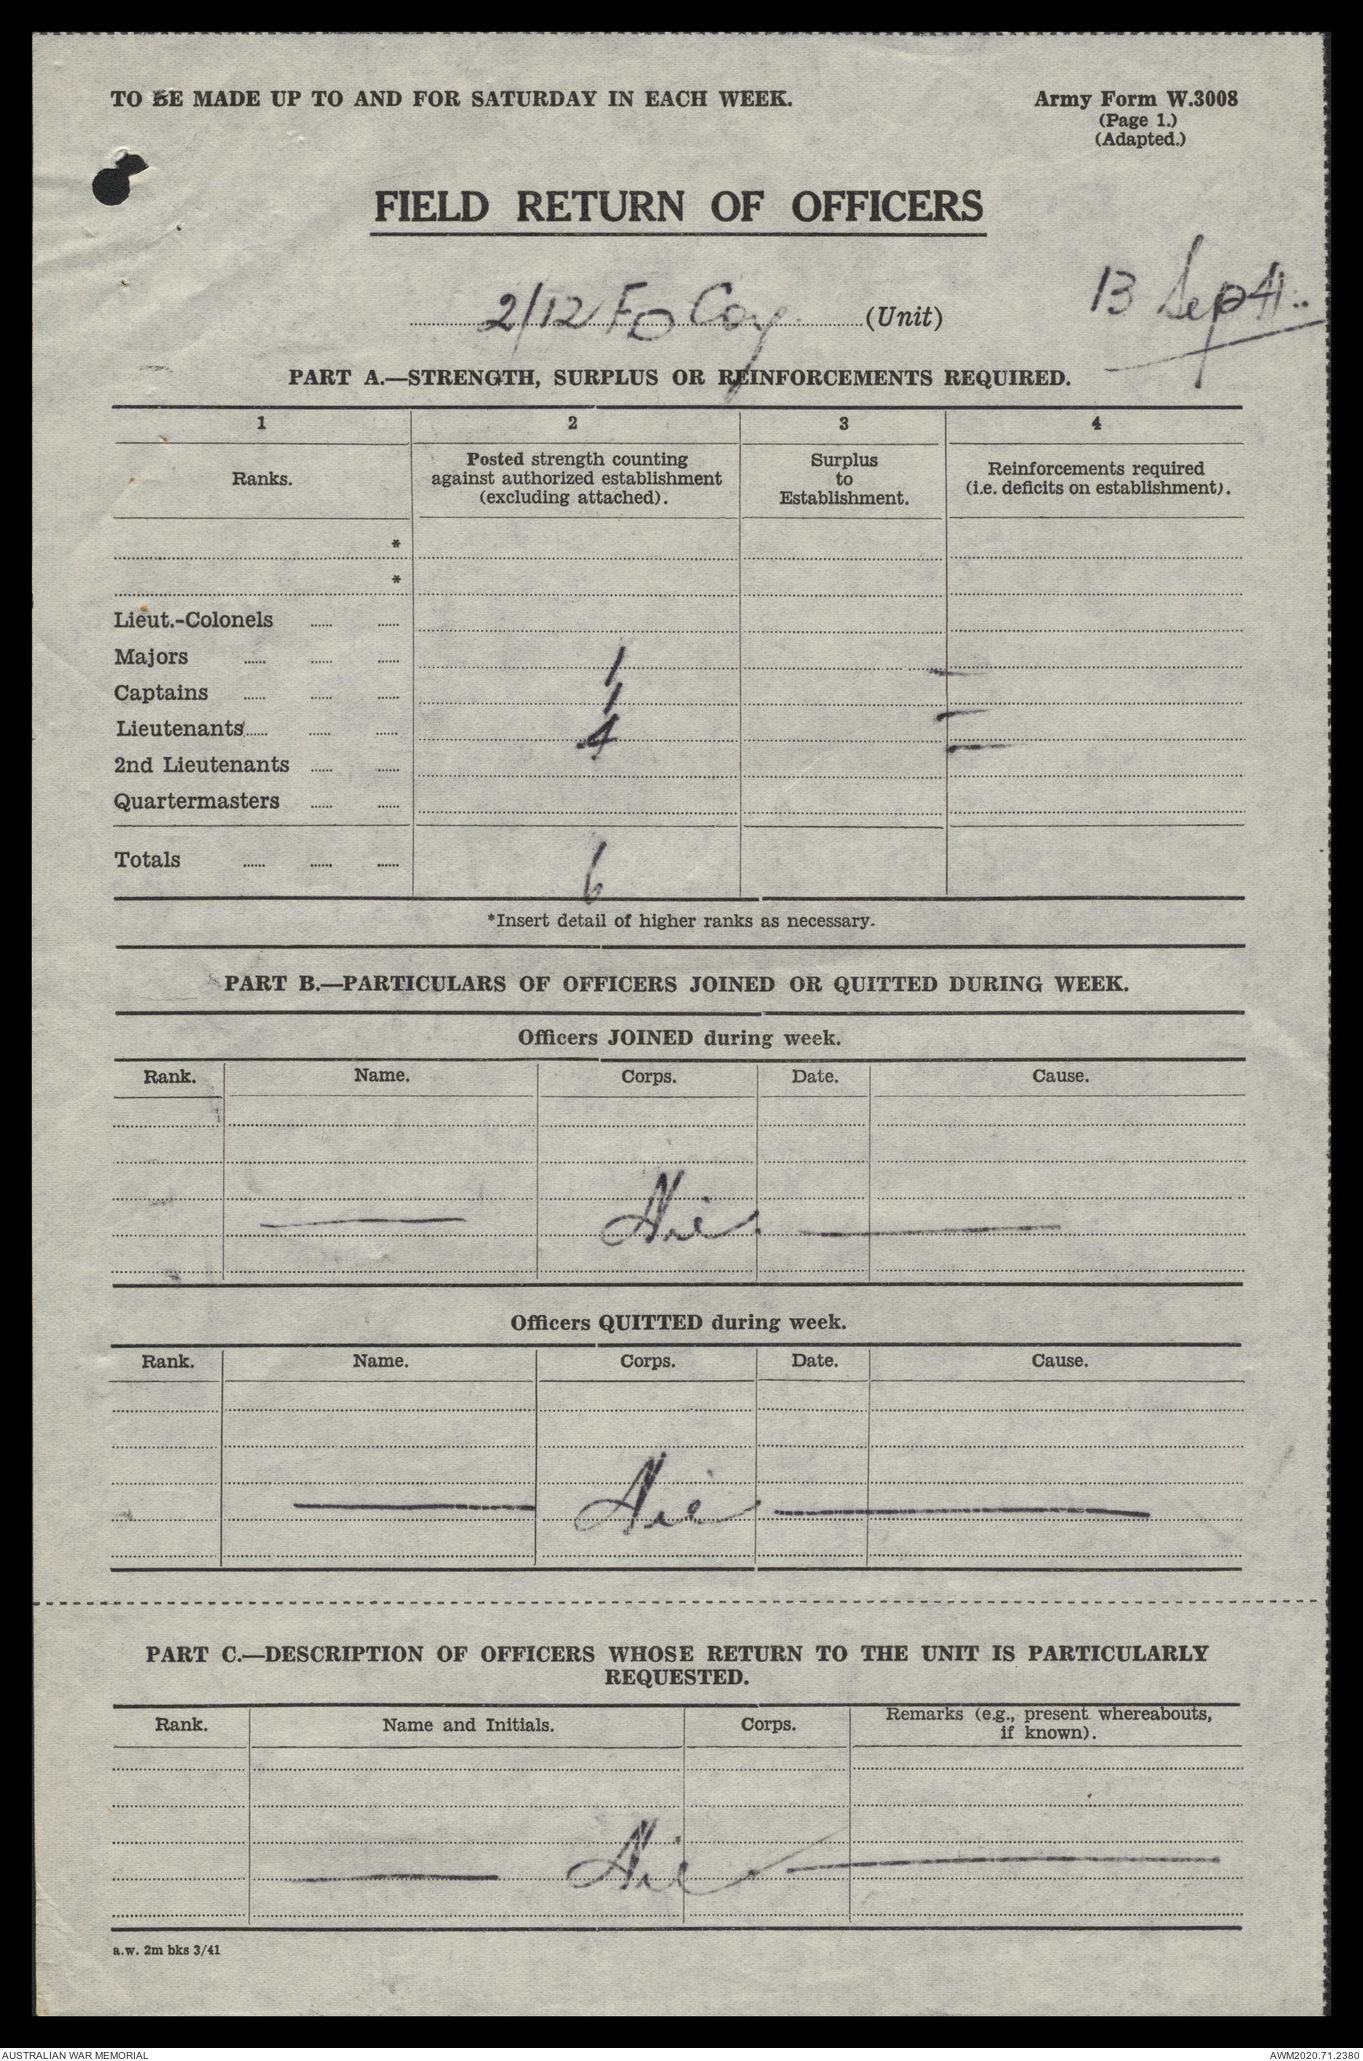 TO BE MADE UP TO AND FOR SATURDAY IN EACH WEEK.
Army Form W.3008
(Page 1.)
(Adapted.)
FIELD RETURN OF OFFICERS
2/12 FD Coy (Unit)
13 Sep 41.
PART A.—STRENGTH, SURPLUS OR REINFORCEMENTS REQUIRED.
1 2 3 4
Ranks.
Posted strength counting
against authorized establishment
(excluding attached).
Surplus
to
Establishment.
Reinforcements required
(i.e. deficits on establishment).
*
*
Lieut.-Colonels ...... ......
Majors ...... ...... ...... 1 —
Captains ...... ...... ...... 1 —
Lieutenants ...... ...... ...... 4 —
2nd Lieutenants ...... ......
Quartermasters ...... ......
Totals ...... ...... ...... 6
*Insert detail of higher ranks as necessary.
PART B.—PARTICULARS OF OFFICERS JOINED OR QUITTED DURING WEEK.
Officers JOINED during week.
Rank. Name. Corps. Date. Cause.
— Nil —
Officers QUITTED during week.
Rank. Name. Corps. Date. Cause.
— Nil —
PART C.—DESCRIPTION OF OFFICERS WHOSE RETURN TO THE UNIT IS PARTICULARLY
REQUESTED.
Rank. Name and Initials. Corps.
Remarks (e.g., present whereabouts,
if known).
— Nil —
a.w. 2m bks 3/41
AUSTRALIAN WAR MEMORIAL
AWM2020.71.2380